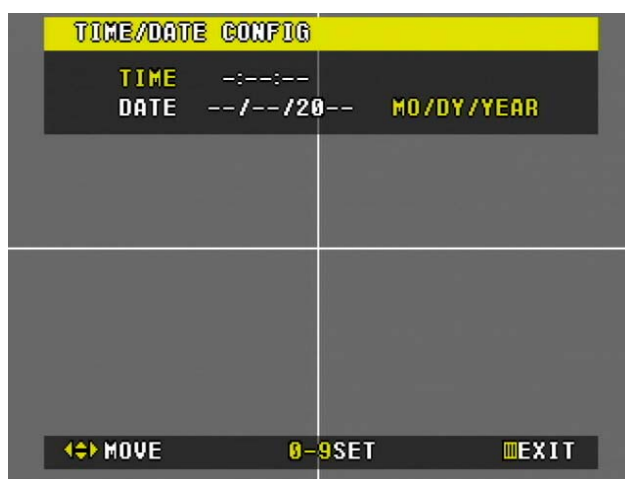 TIME/DATE CONFIG
TIME -:--:--
DATE --/--/20-- MO/DY/YEAR
MOVE 0-9SET EXIT